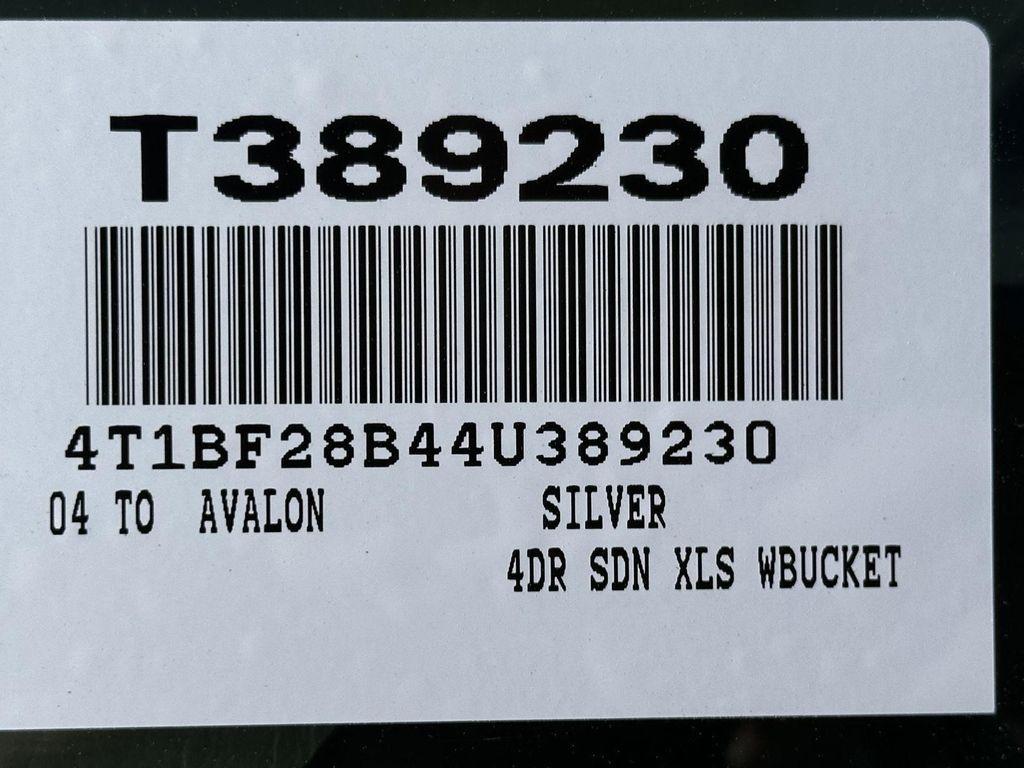 T389230
4T1BF28B44U389230
04 TO AVALON SILVER
4DR SDN XLS WBUCKET